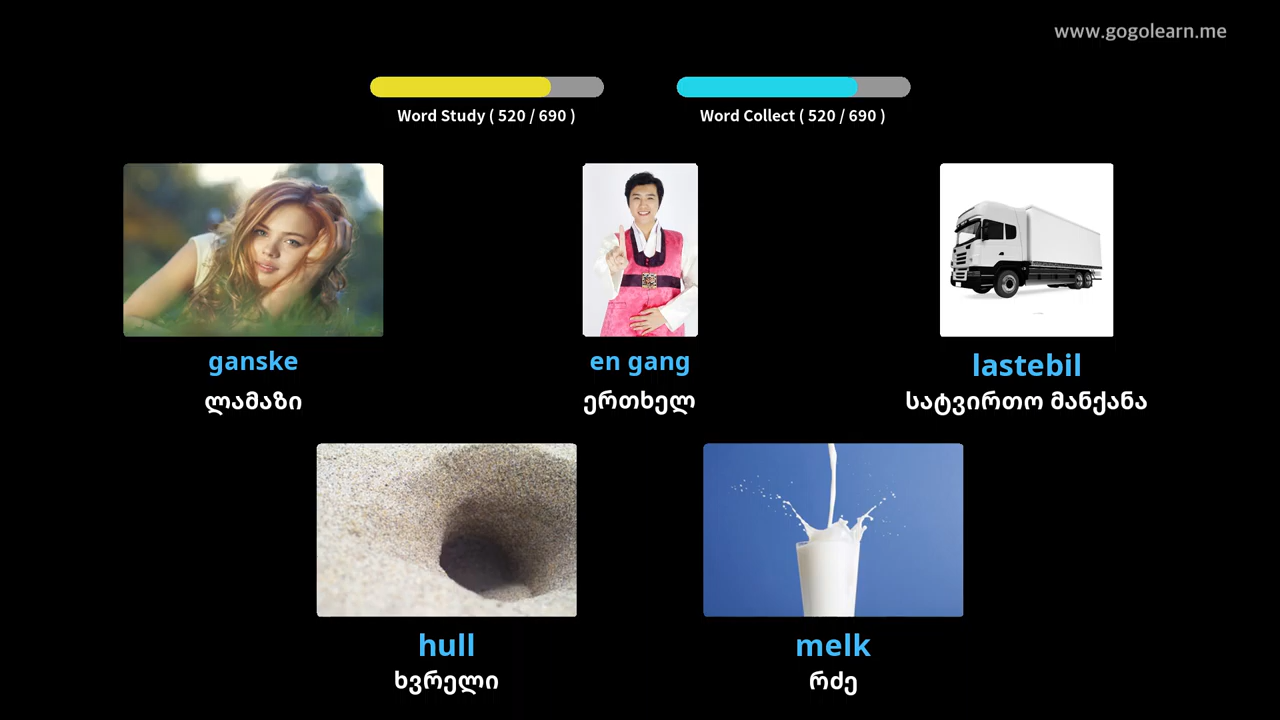 www.gogolearn.me
Word Study ( 520 / 690 )
Word Collect ( 520 / 690 )
ganske
ლამაზი
en gang
ერთხელ
lastebil
სატვირთო მანქანა
hull
ხვრელი
melk
რძე